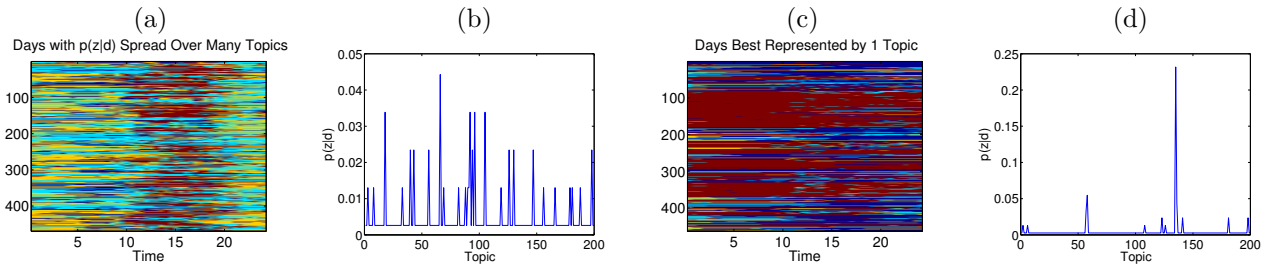 (a)
Days with p(z|d) Spread Over Many Topics
100
200
300
400
5 10 15 20
Time
(b)
0.05
0.04
0.03
0.02
0.01
0
p(z|d)
0 50 100 150 200
Topic
(c)
Days Best Represented by 1 Topic
100
200
300
400
5 10 15 20
Time
(d)
0.25
0.2
0.15
0.1
0.05
0
p(z|d)
0 50 100 150 200
Topic